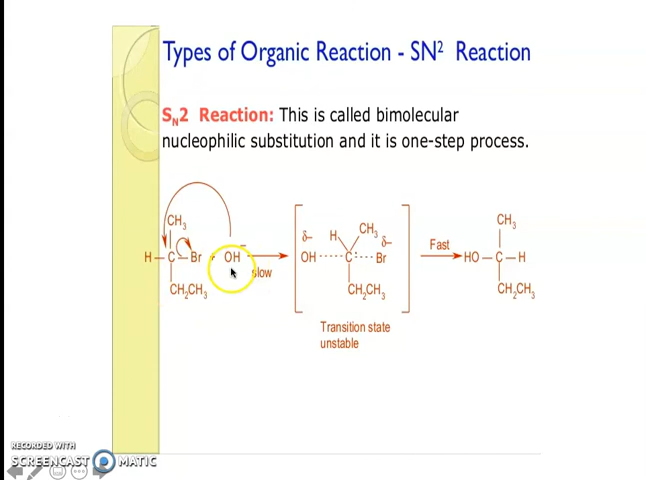 Types of Organic Reaction - SN² Reaction
S_N2 Reaction: This is called bimolecular
nucleophilic substitution and it is one-step process.
CH₃
H – C – Br + OH⁻
CH₂CH₃
slow
δ– H CH₃ δ–
OH ----- C ----- Br
CH₂CH₃
Transition state
unstable
Fast
CH₃
HO – C – H
CH₂CH₃
RECORDED WITH
SCREENCAST MATIC